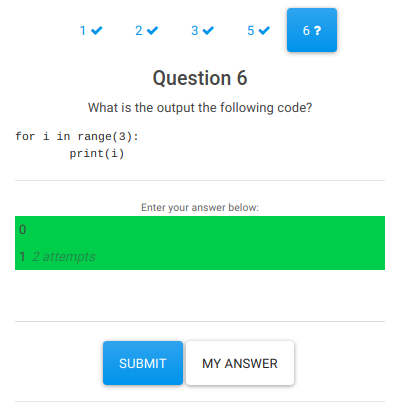 1 ✔ 2 ✔ 3 ✔ 5 ✔ 6 ?
Question 6
What is the output the following code?
for i in range(3):
        print(i)
Enter your answer below:
0
1 2 attempts
SUBMIT MY ANSWER